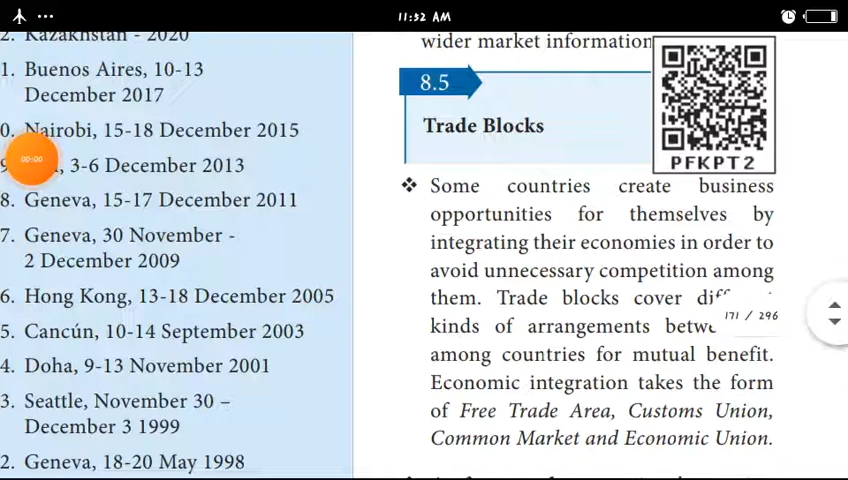 11:52 AM
2. Kazakhstan - 2020
1. Buenos Aires, 10-13
December 2017
0. Nairobi, 15-18 December 2015
00:00
, 3-6 December 2013
8. Geneva, 15-17 December 2011
7. Geneva, 30 November -
2 December 2009
6. Hong Kong, 13-18 December 2005
5. Cancún, 10-14 September 2003
4. Doha, 9-13 November 2001
3. Seattle, November 30 –
December 3 1999
2. Geneva, 18-20 May 1998
wider market information
8.5
Trade Blocks
PFKPT2
❖ Some countries create business
opportunities for themselves by
integrating their economies in order to
avoid unnecessary competition among
them. Trade blocks cover
kinds of arrangements
among countries for mutual benefit.
Economic integration takes the form
of Free Trade Area, Customs Union,
Common Market and Economic Union.
171 / 296